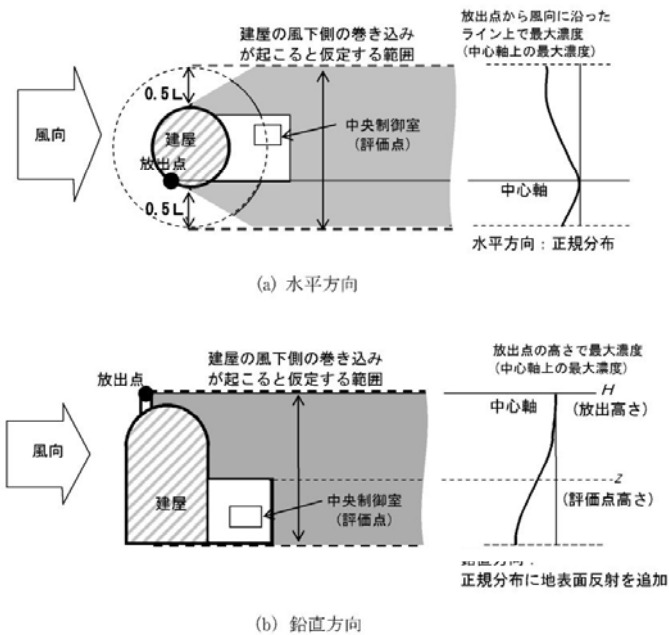 建屋の風下側の巻き込み
が起こると仮定する範囲
放出点から風向に沿った
ライン上で最大濃度
(中心軸上の最大濃度)
0.5L
風向
建屋
中央制御室
(評価点)
放出点
中心軸
0.5L
水平方向:正規分布
(a) 水平方向
建屋の風下側の巻き込み
が起こると仮定する範囲
放出点の高さで最大濃度
(中心軸上の最大濃度)
放出点
H
中心軸
(放出高さ)
風向
z
建屋
中央制御室
(評価点)
(評価点高さ)
鉛直方向:
正規分布に地表面反射を追加
(b) 鉛直方向